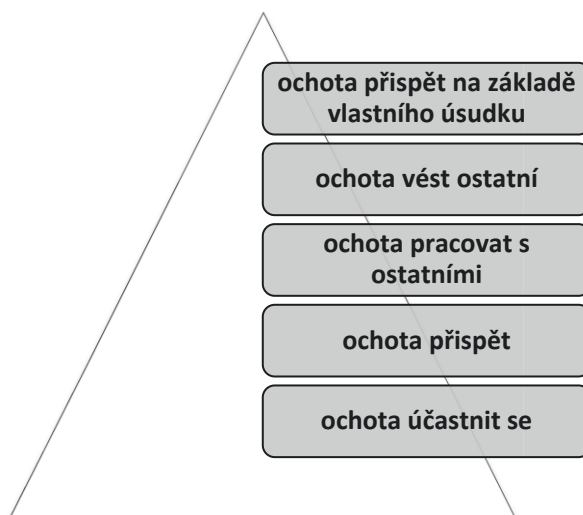 ochota přispět na základě
vlastního úsudku
ochota vést ostatní
ochota pracovat s
ostatními
ochota přispět
ochota účastnit se